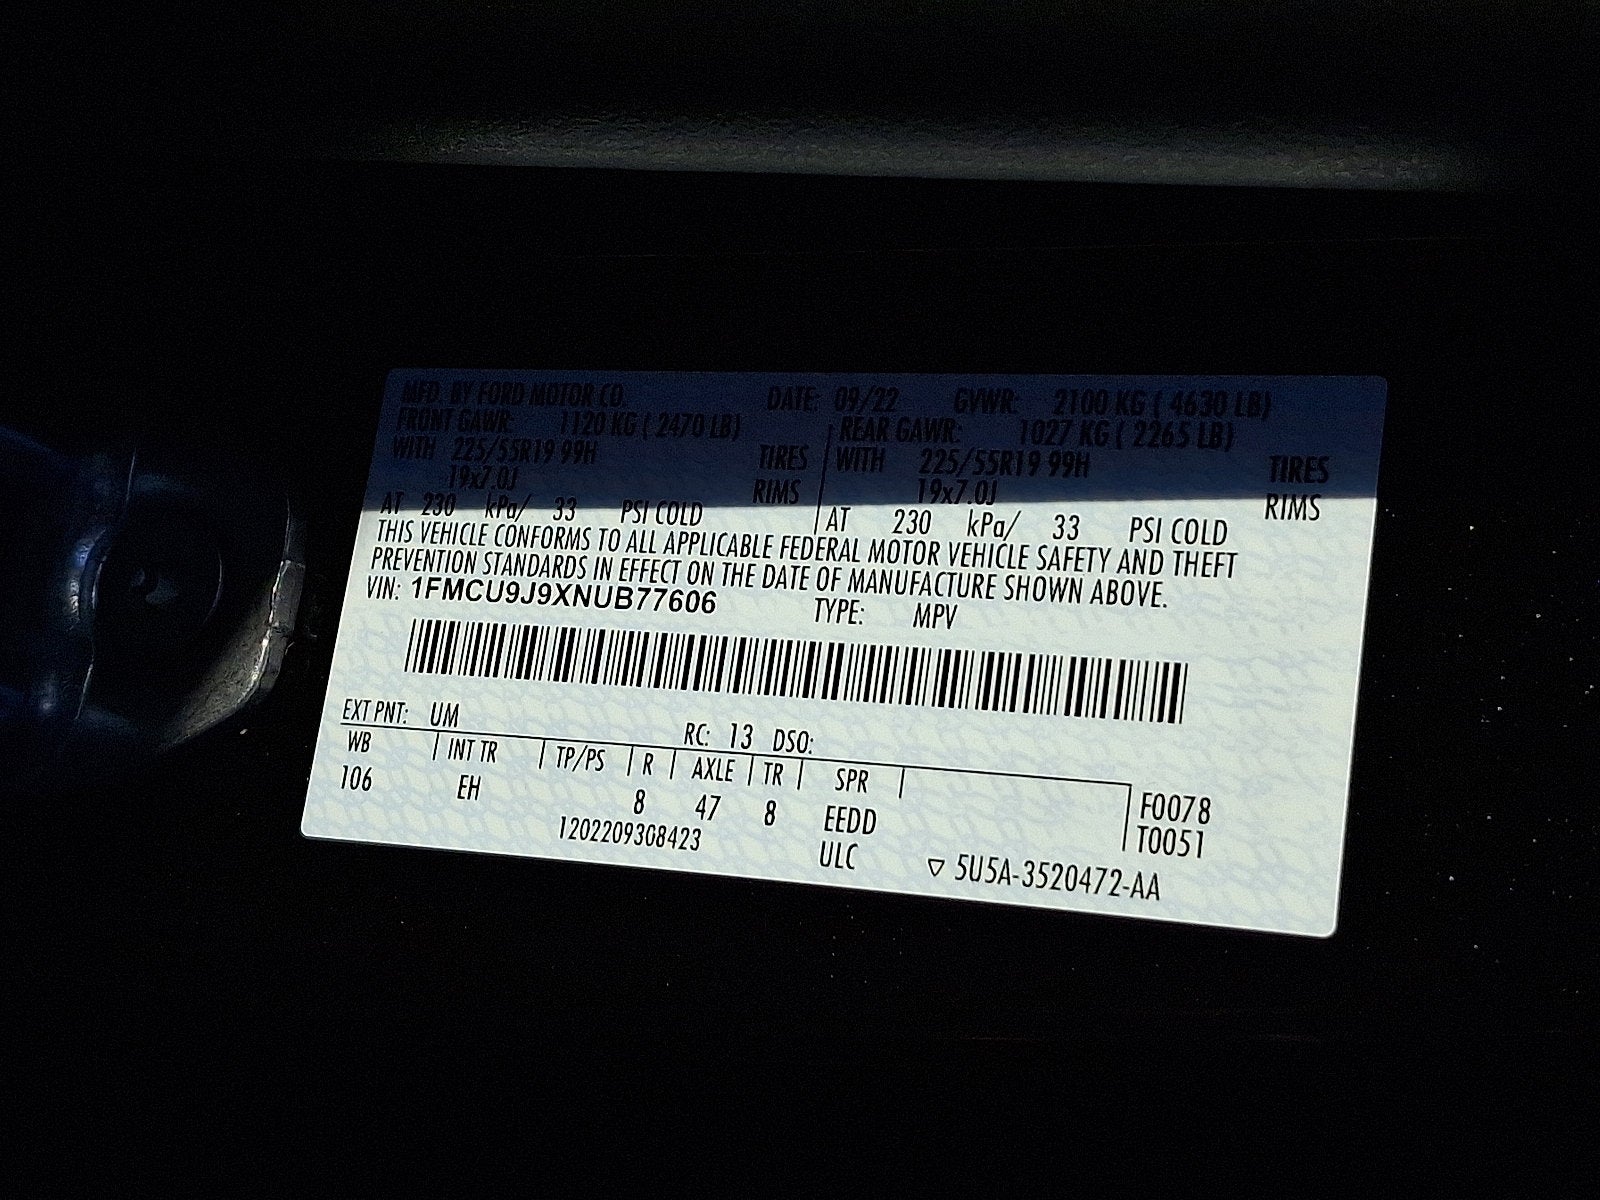 MFD. BY FORD MOTOR CO. DATE: 09/22 GVWR: 2100 KG ( 4630 LB)
FRONT GAWR: 1120 KG ( 2470 LB) REAR GAWR: 1027 KG ( 2265 LB)
WITH 225/55R19 99H TIRES WITH 225/55R19 99H TIRES
19x7.0J RIMS 19x7.0J RIMS
AT 230 kPa/ 33 PSI COLD AT 230 kPa/ 33 PSI COLD
THIS VEHICLE CONFORMS TO ALL APPLICABLE FEDERAL MOTOR VEHICLE SAFETY AND THEFT
PREVENTION STANDARDS IN EFFECT ON THE DATE OF MANUFACTURE SHOWN ABOVE.
VIN: 1FMCU9J9XNUB77606 TYPE: MPV
EXT PNT: UM RC: 13 DSO:
WB INT TR TP/PS R AXLE TR SPR
106 EH 8 47 8 EEDD F0078
T0051
1202209308423 ULC ▽ 5U5A-3520472-AA